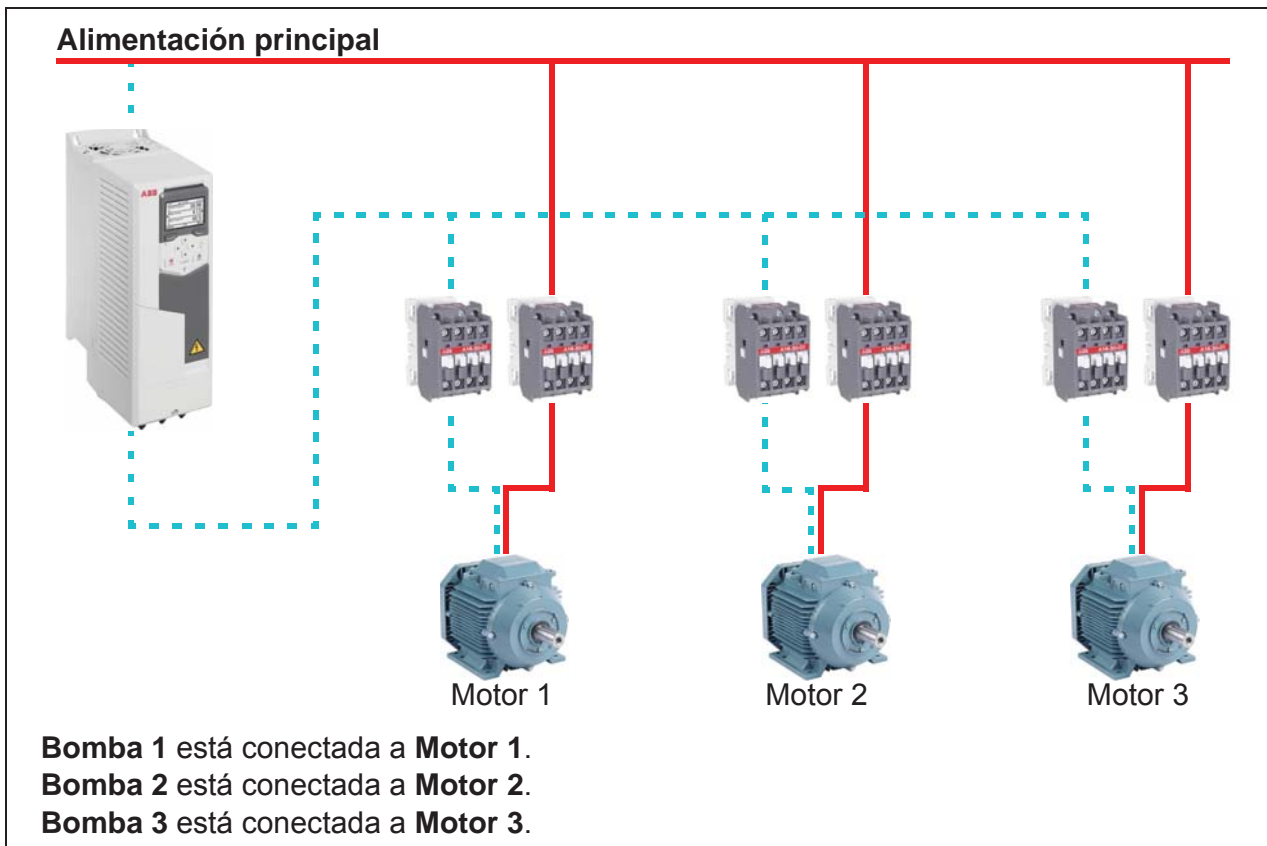 Alimentación principal
ABB
Motor 1
Motor 2
Motor 3
Bomba 1 está conectada a Motor 1.
Bomba 2 está conectada a Motor 2.
Bomba 3 está conectada a Motor 3.